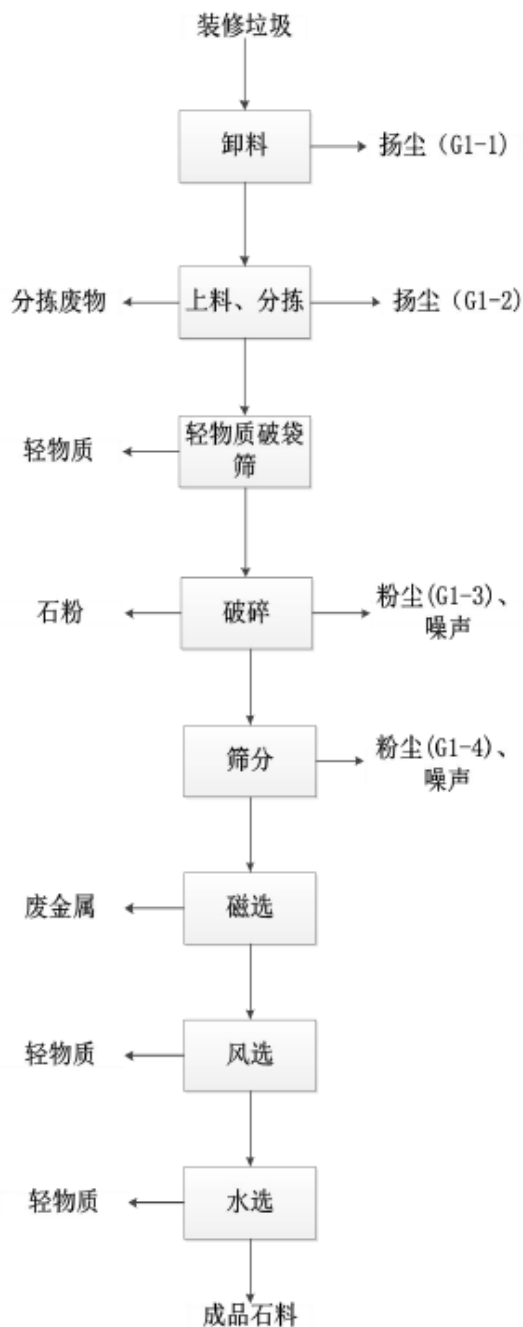 装修垃圾
卸料
扬尘（G1-1）
分拣废物
上料、分拣
扬尘（G1-2）
轻物质
轻物质破袋
筛
石粉
破碎
粉尘(G1-3)、
噪声
筛分
粉尘(G1-4)、
噪声
废金属
磁选
轻物质
风选
轻物质
水选
成品石料